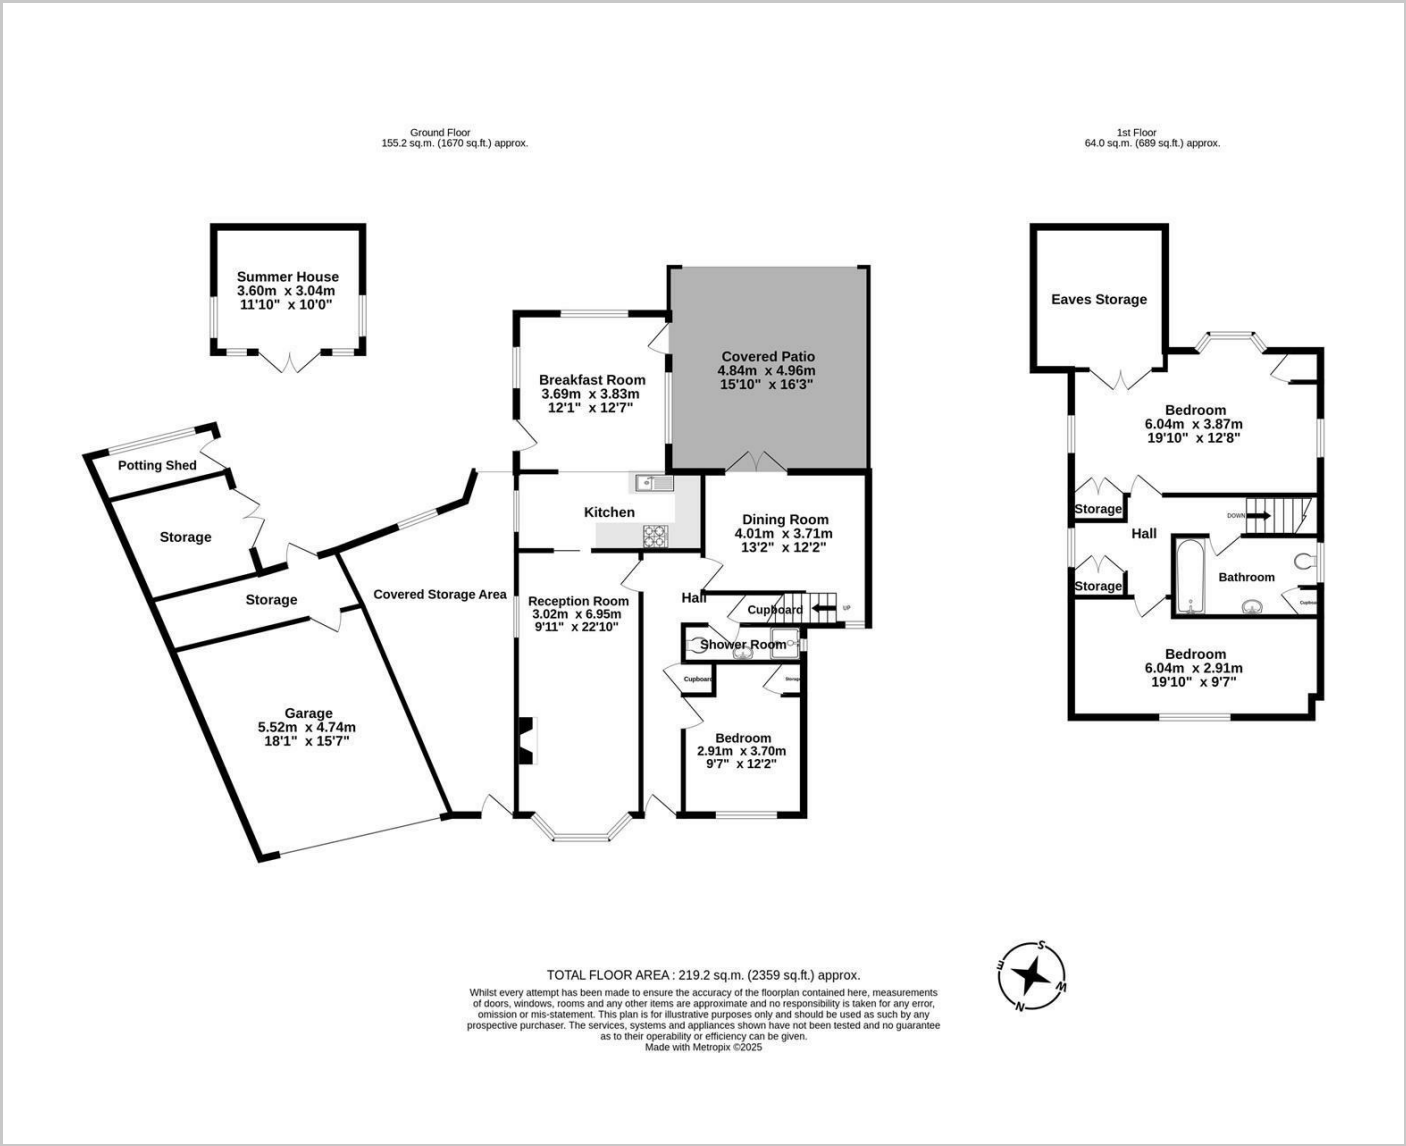 Ground Floor
155.2 sq.m. (1670 sq.ft.) approx.
1st Floor
64.0 sq.m. (689 sq.ft.) approx.
Summer House
3.60m x 3.04m
11'10" x 10'0"
Breakfast Room
3.69m x 3.83m
12'1" x 12'7"
Covered Patio
4.84m x 4.96m
15'10" x 16'3"
Potting Shed
Storage
Storage
Kitchen
Dining Room
4.01m x 3.71m
13'2" x 12'2"
Covered Storage Area
Reception Room
3.02m x 6.95m
9'11" x 22'10"
Hall
Cupboard
UP
Shower Room
Cupboard
Storage
Garage
5.52m x 4.74m
18'1" x 15'7"
Bedroom
2.91m x 3.70m
9'7" x 12'2"
Eaves Storage
Bedroom
6.04m x 3.87m
19'10" x 12'8"
Storage
DOWN
Hall
Bathroom
Storage
Cupboard
Bedroom
6.04m x 2.91m
19'10" x 9'7"
S
E
W
N
TOTAL FLOOR AREA : 219.2 sq.m. (2359 sq.ft.) approx.
Whilst every attempt has been made to ensure the accuracy of the floorplan contained here, measurements
of doors, windows, rooms and any other items are approximate and no responsibility is taken for any error,
omission or mis-statement. This plan is for illustrative purposes only and should be used as such by any
prospective purchaser. The services, systems and appliances shown have not been tested and no guarantee
as to their operability or efficiency can be given.
Made with Metropix ©2025